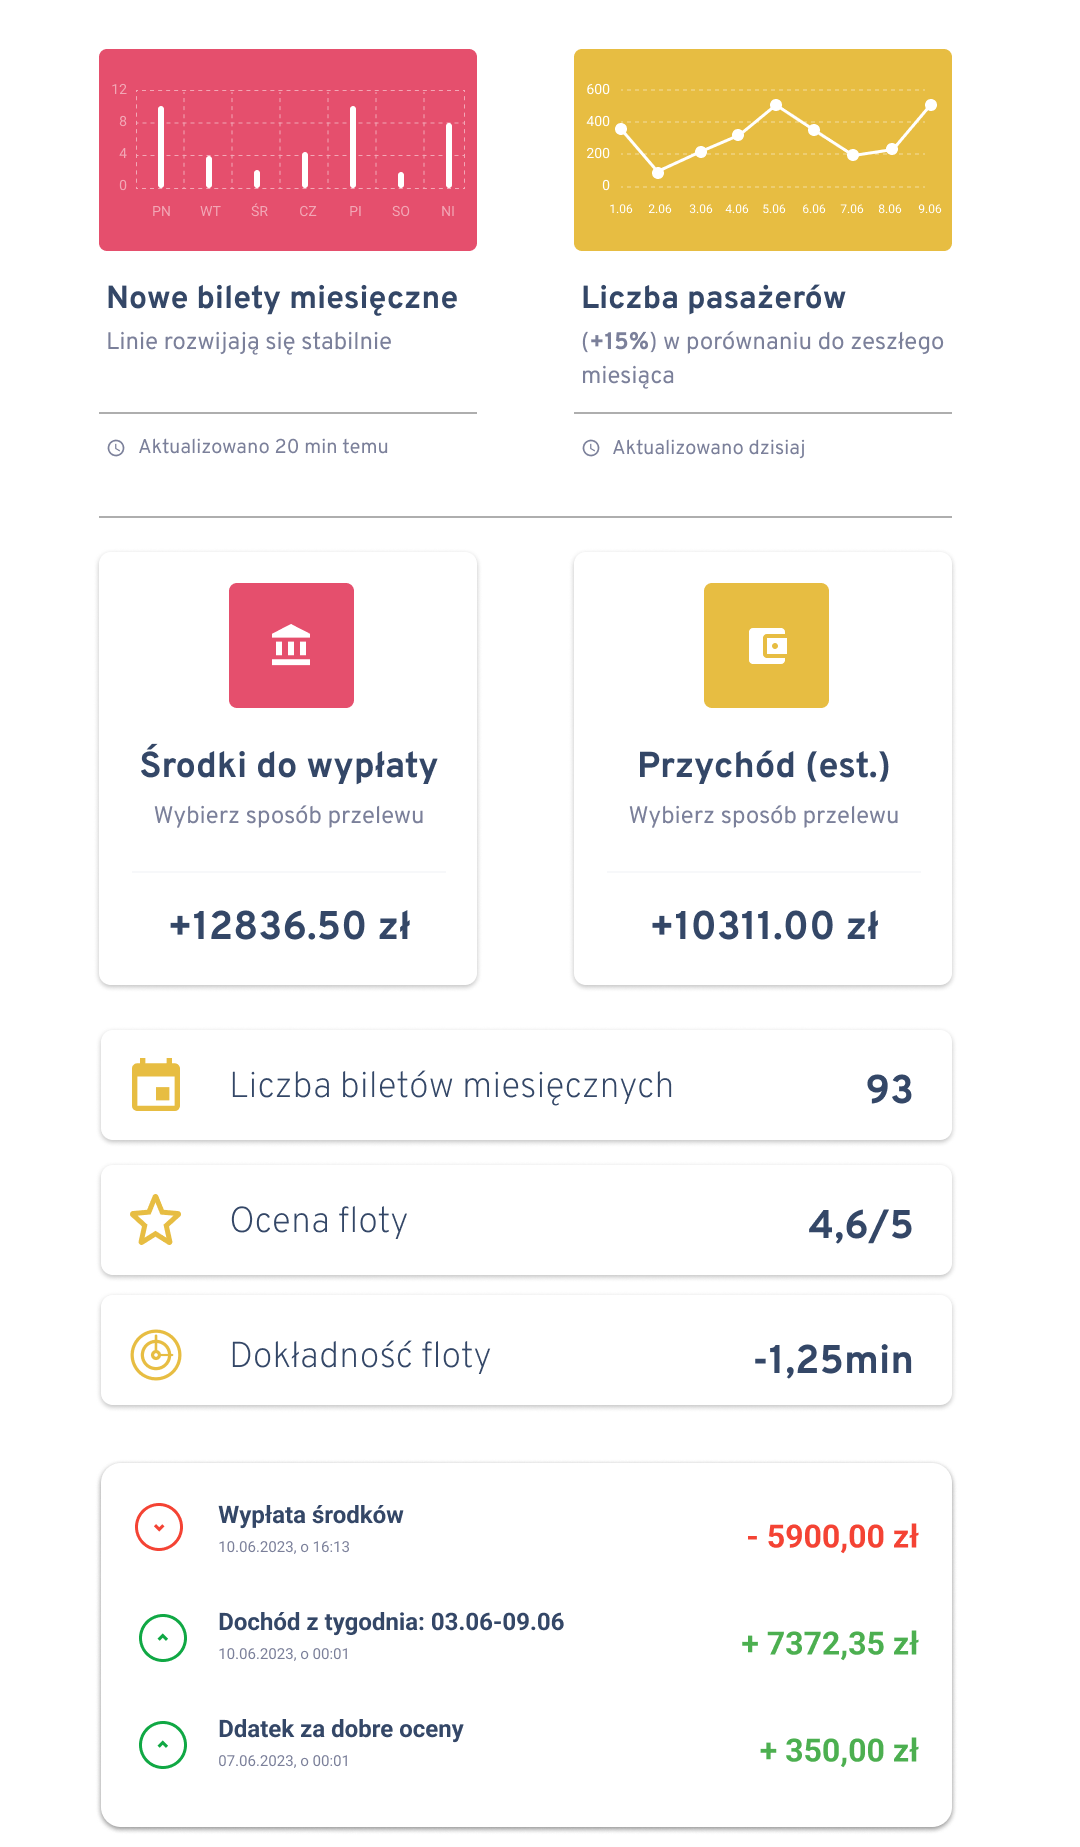 12
8
4
0
PN WT ŚR CZ PI SO NI
600
400
200
0
1.06 2.06 3.06 4.06 5.06 6.06 7.06 8.06 9.06
Nowe bilety miesięczne
Linie rozwijają się stabilnie
Aktualizowano 20 min temu
Liczba pasażerów
(+15%) w porównaniu do zeszłego
miesiąca
Aktualizowano dzisiaj
Środki do wypłaty
Wybierz sposób przelewu
+12836.50 zł
Przychód (est.)
Wybierz sposób przelewu
+10311.00 zł
Liczba biletów miesięcznych 93
Ocena floty 4,6/5
Dokładność floty -1,25min
Wypłata środków
10.06.2023, o 16:13
- 5900,00 zł
Dochód z tygodnia: 03.06-09.06
10.06.2023, o 00:01
+ 7372,35 zł
Ddatek za dobre oceny
07.06.2023, o 00:01
+ 350,00 zł